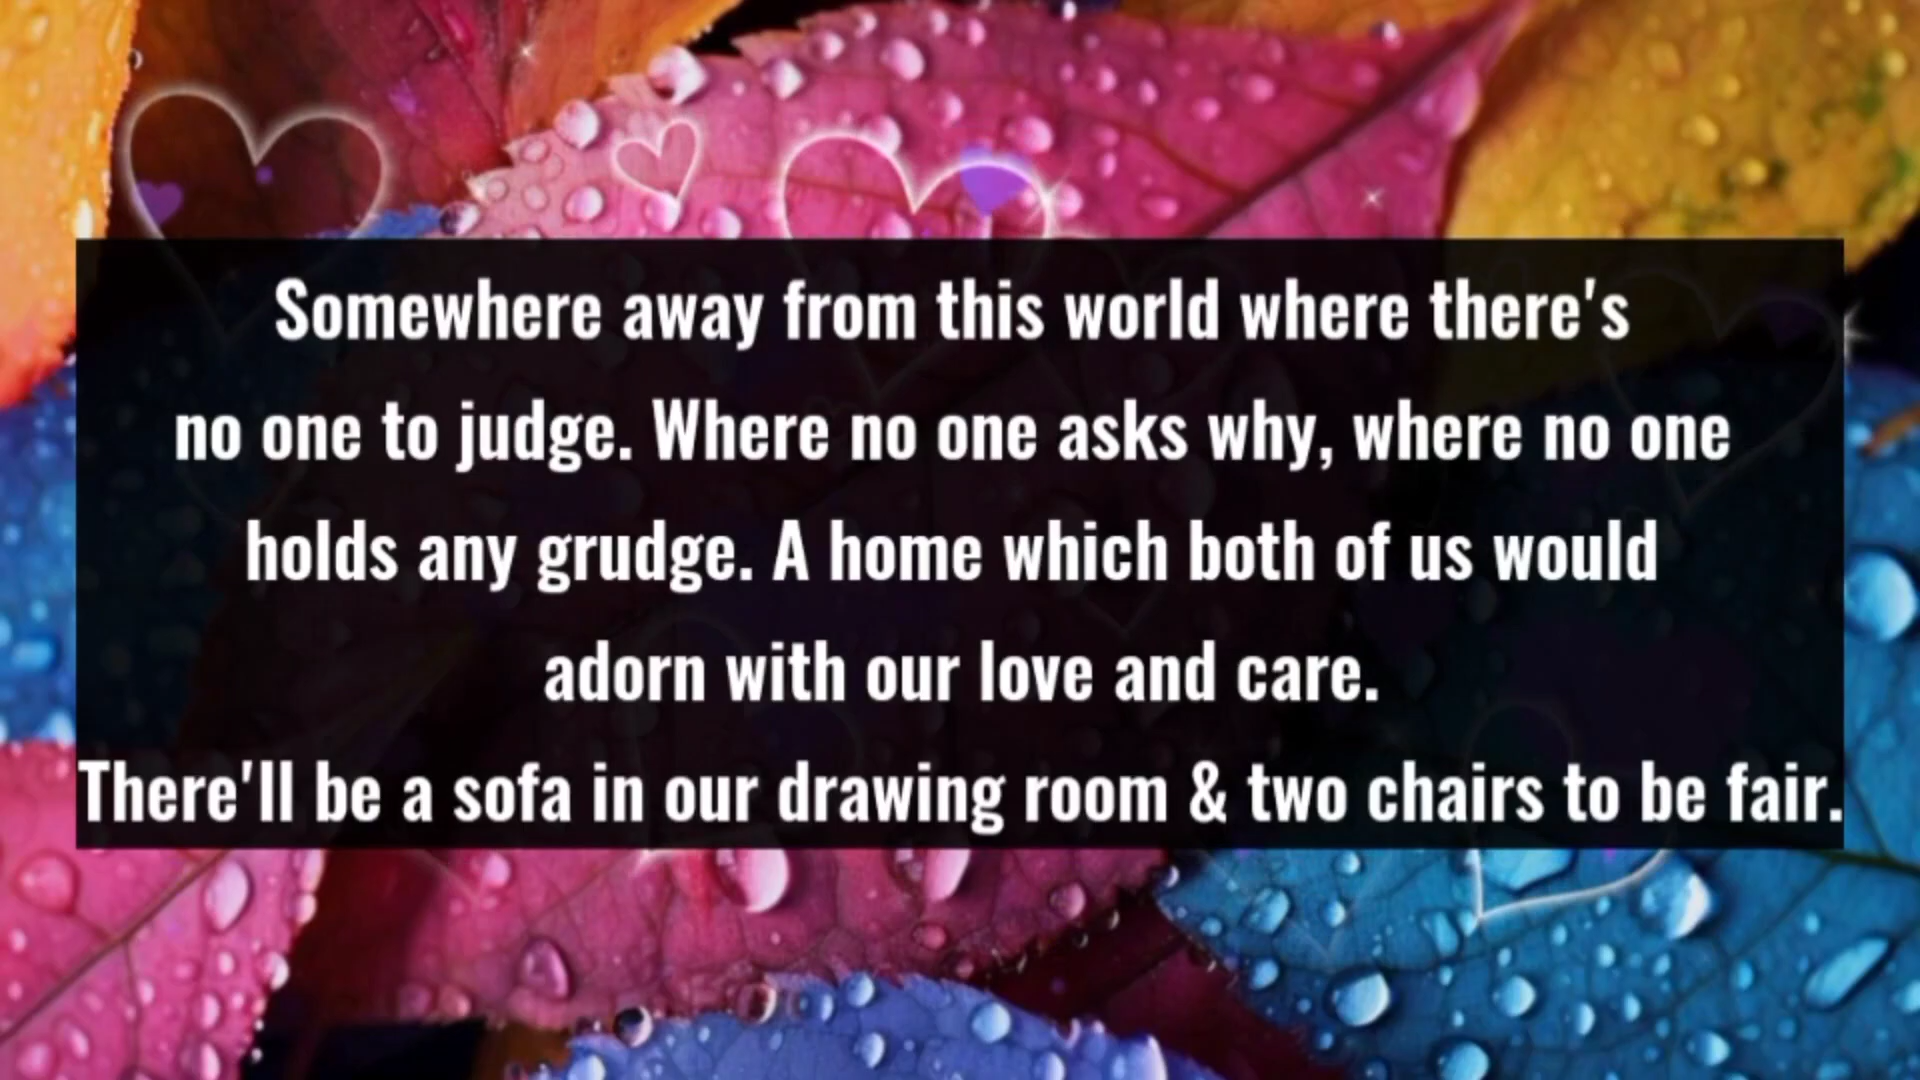 Somewhere away from this world where there's
no one to judge. Where no one asks why, where no one
holds any grudge. A home which both of us would
adorn with our love and care.
There'll be a sofa in our drawing room & two chairs to be fair.